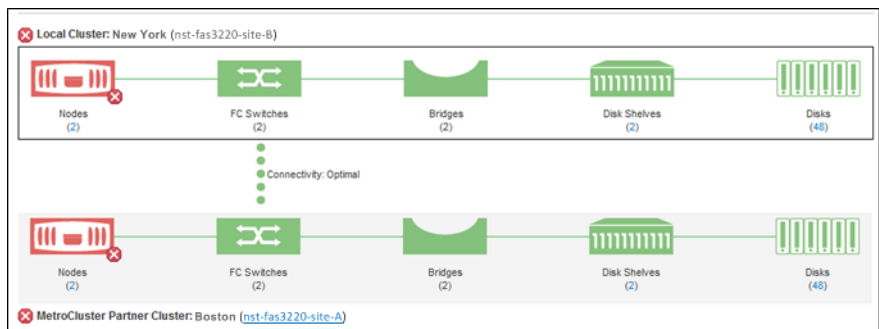 Local Cluster: New York (nst-fas3220-site-B)
Nodes FC Switches Bridges Disk Shelves Disks
(2) (2) (2) (2) (48)
Connectivity: Optimal
Nodes FC Switches Bridges Disk Shelves Disks
(2) (2) (2) (2) (48)
MetroCluster Partner Cluster: Boston (nst-fas3220-site-A)